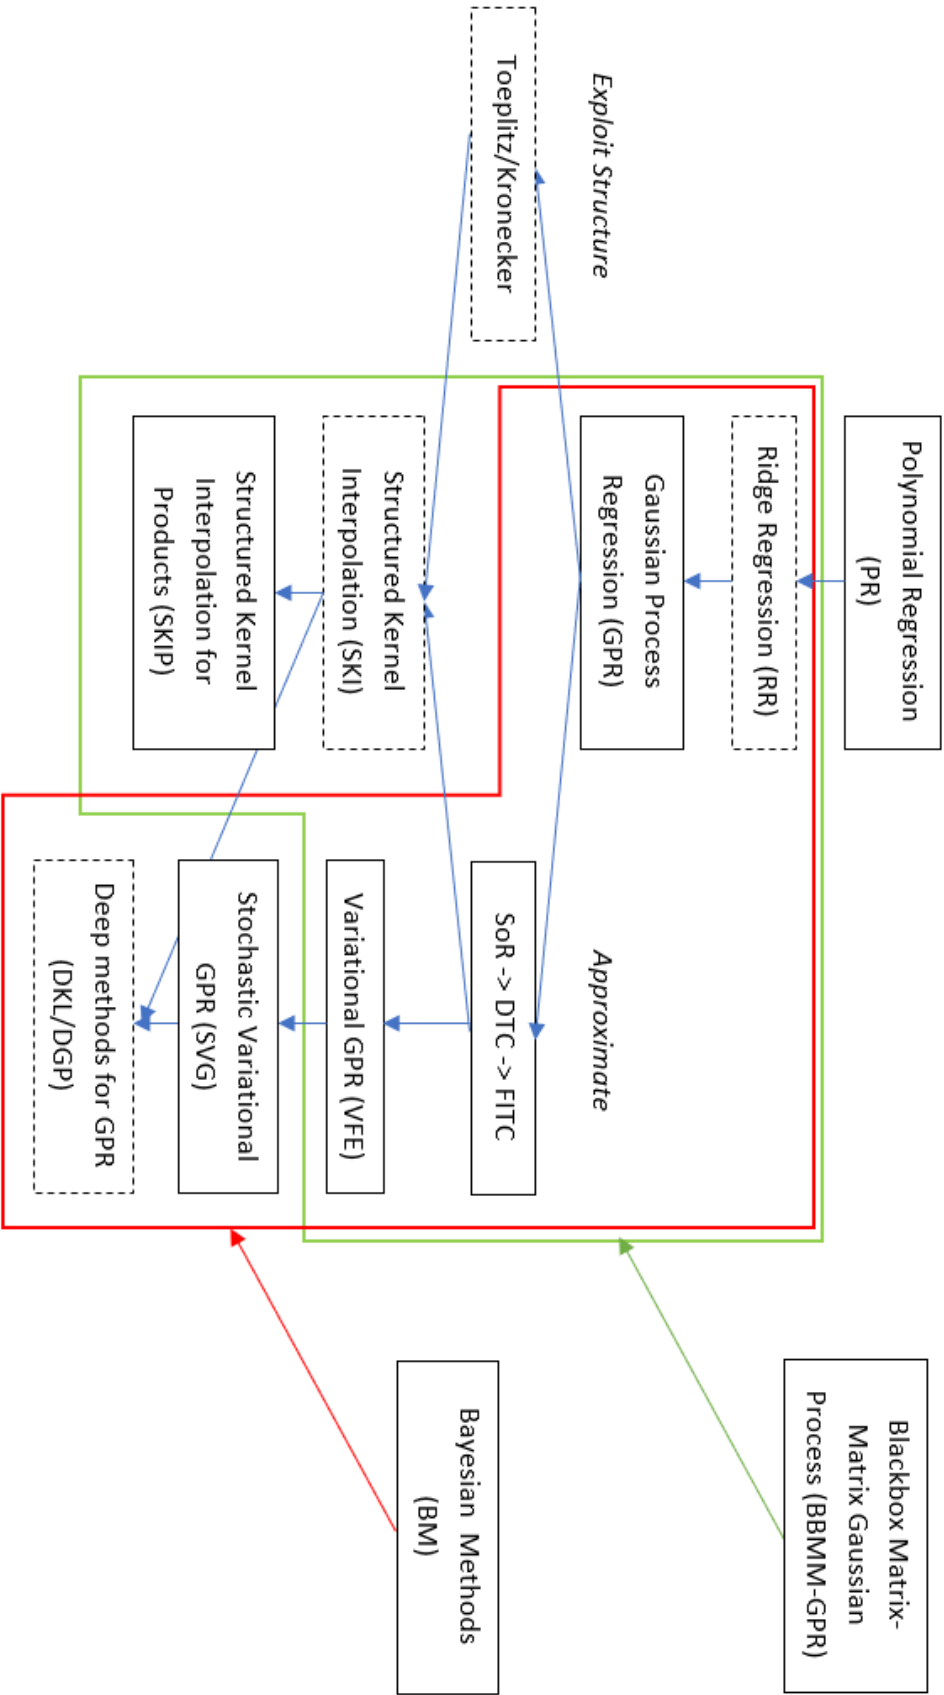 Polynomial Regression
(PR)
Ridge Regression (RR)
Gaussian Process
Regression (GPR)
Exploit Structure
Approximate
Toeplitz/Kronecker
SoR -> DTC -> FITC
Structured Kernel
Interpolation (SKI)
Variational GPR (VFE)
Structured Kernel
Interpolation for
Products (SKIP)
Stochastic Variational
GPR (SVG)
Deep methods for GPR
(DKL/DGP)
Blackbox Matrix-
Matrix Gaussian
Process (BBMM-GPR)
Bayesian Methods
(BM)